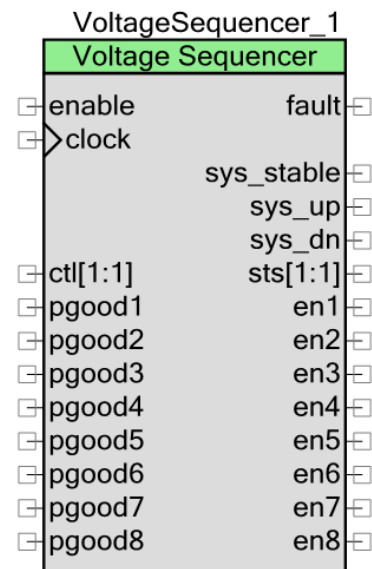 VoltageSequencer_1
Voltage Sequencer
enable fault
clock
sys_stable
sys_up
sys_dn
ctl[1:1] sts[1:1]
pgood1 en1
pgood2 en2
pgood3 en3
pgood4 en4
pgood5 en5
pgood6 en6
pgood7 en7
pgood8 en8